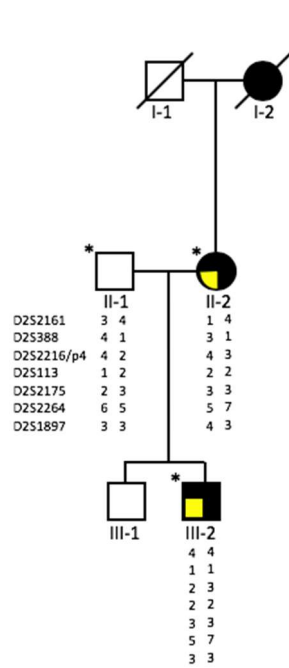 I-1 I-2
* *
II-1 II-2
D2S2161 3 4 1 4
D2S388 4 1 3 1
D2S2216/p4 4 2 4 3
D2S113 1 2 2 2
D2S2175 2 3 3 3
D2S2264 6 5 5 7
D2S1897 3 3 4 3
*
III-1 III-2
4 4
1 1
2 3
2 2
3 3
5 7
3 3